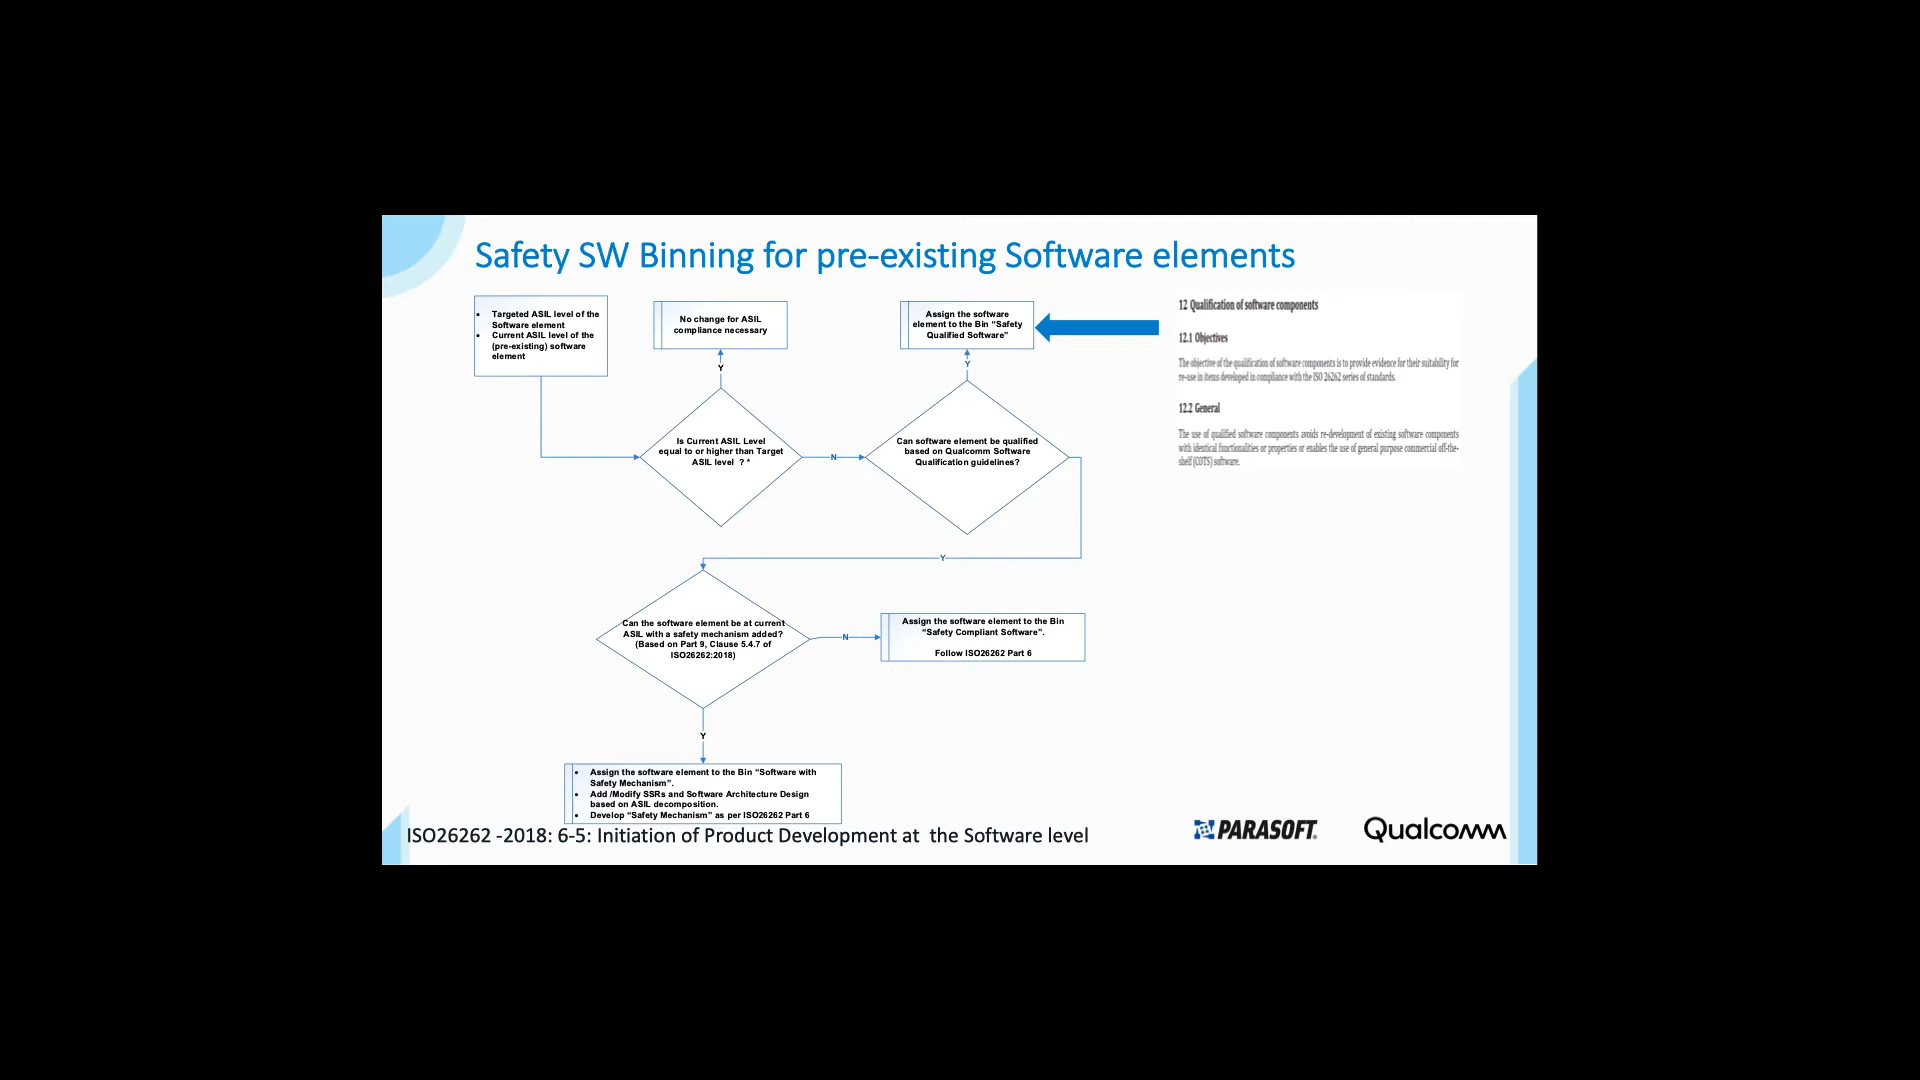 Safety SW Binning for pre-existing Software elements
• Targeted ASIL level of the
Software element
• Current ASIL level of the
(pre-existing) software
element
No change for ASIL
compliance necessary
Assign the software
element to the Bin “Safety
Qualified Software”
12 Qualification of software components
12.1 Objectives
The objective of the qualification of software components is to provide evidence for their suitability for
re-use in items developed in compliance with the ISO 26262 series of standards.
12.2 General
The use of qualified software components avoids re-development of existing software components
with identical functionalities or properties or enables the use of general purpose commercial off-the-
shelf (COTS) software.
Y
Y
Is Current ASIL Level
equal to or higher than Target
ASIL level ? *
N
Can software element be qualified
based on Qualcomm Software
Qualification guidelines?
Y
Can the software element be at current
ASIL with a safety mechanism added?
(Based on Part 9, Clause 5.4.7 of
ISO26262:2018)
N
Assign the software element to the Bin
“Safety Compliant Software”.
Follow ISO26262 Part 6
Y
• Assign the software element to the Bin “Software with
Safety Mechanism”.
• Add /Modify SSRs and Software Architecture Design
based on ASIL decomposition.
• Develop “Safety Mechanism” as per ISO26262 Part 6
ISO26262 -2018: 6-5: Initiation of Product Development at the Software level
PARASOFT
Qualcomm